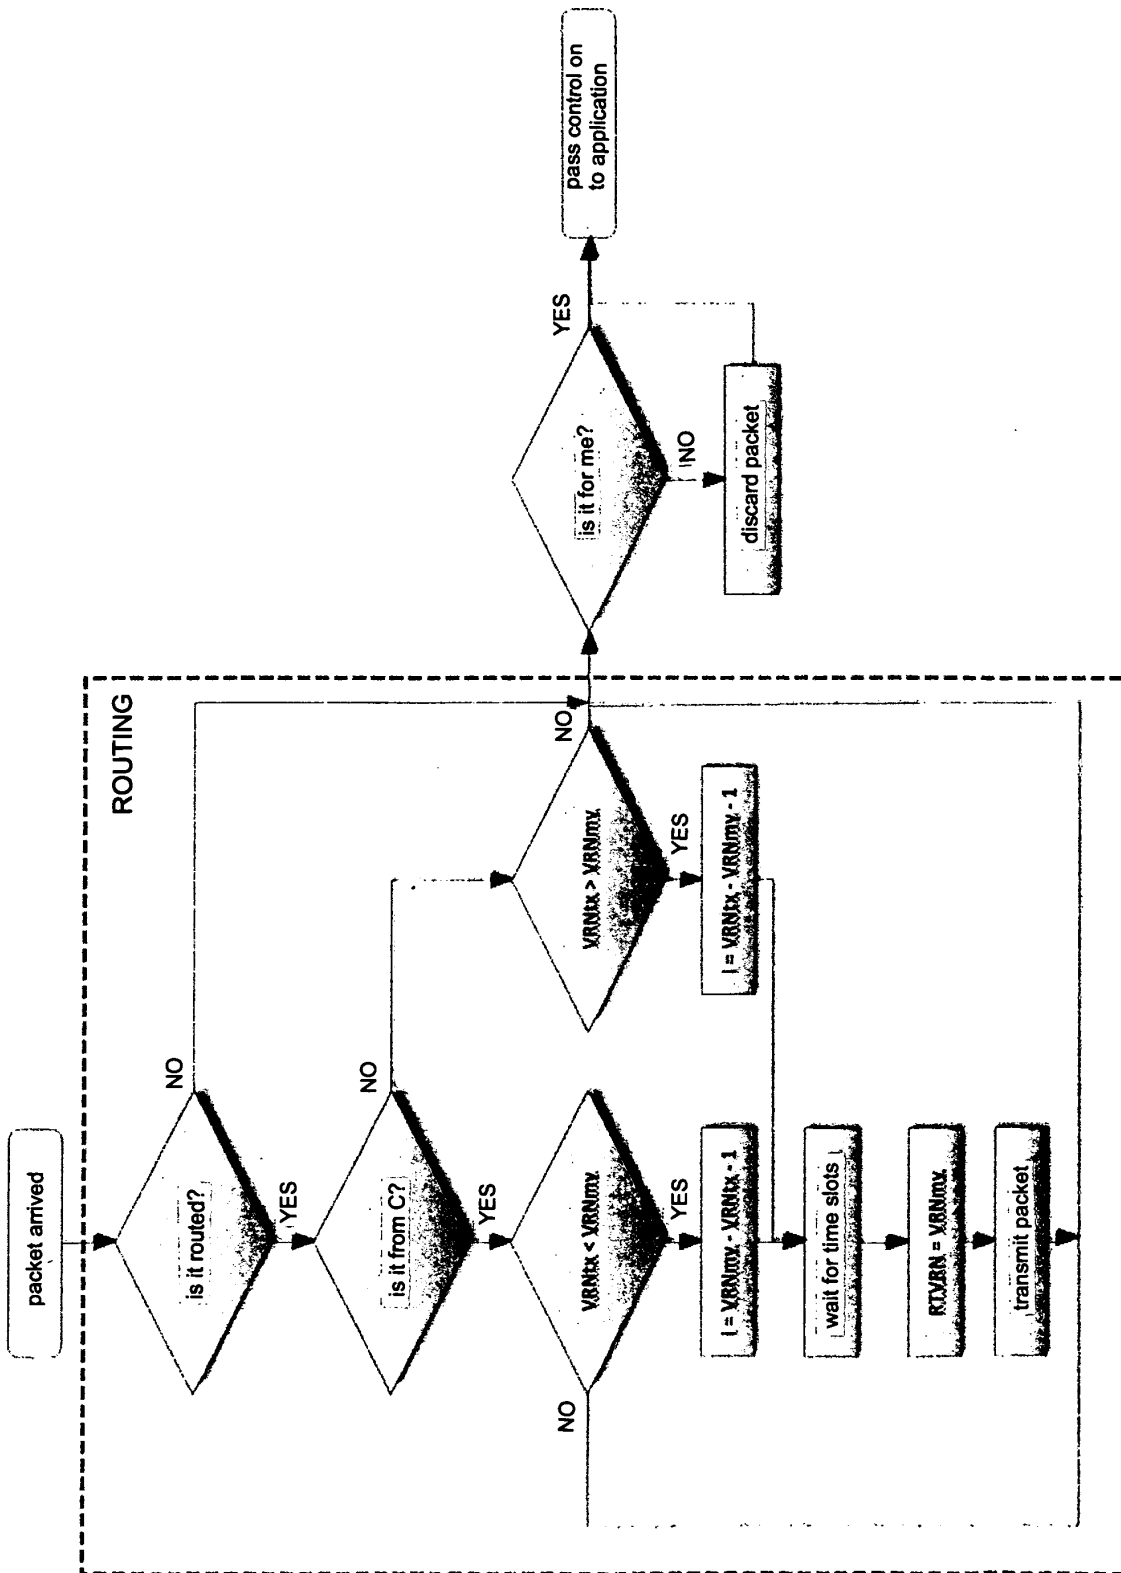 packet arrived
ROUTING
is it routed?
NO
YES
is it from C?
NO
YES
VRNtx < VRNmy
NO
YES
VRNtx > VRNmy
NO
YES
I = VRNmy - VRNtx - 1
I = VRNtx - VRNmy - 1
wait for time slots
RTVRN = VRNmy
transmit packet
is it for me?
YES
NO
discard packet
pass control on
to application